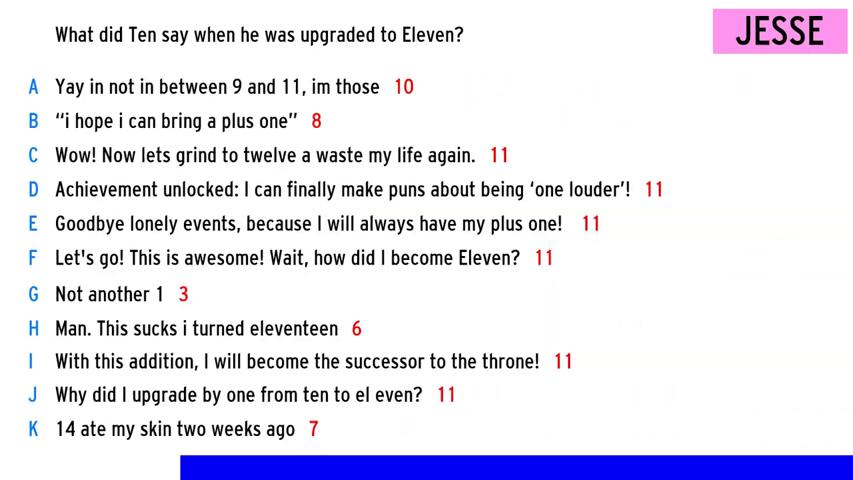 What did Ten say when he was upgraded to Eleven?
JESSE
A Yay in not in between 9 and 11, im those 10
B “i hope i can bring a plus one” 8
C Wow! Now lets grind to twelve a waste my life again. 11
D Achievement unlocked: I can finally make puns about being ‘one louder’! 11
E Goodbye lonely events, because I will always have my plus one! 11
F Let's go! This is awesome! Wait, how did I become Eleven? 11
G Not another 1 3
H Man. This sucks i turned eleventeen 6
I With this addition, I will become the successor to the throne! 11
J Why did I upgrade by one from ten to el even? 11
K 14 ate my skin two weeks ago 7